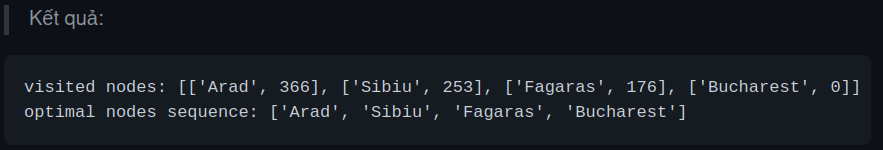 Kết quả:
visited nodes: [['Arad', 366], ['Sibiu', 253], ['Fagaras', 176], ['Bucharest', 0]]
optimal nodes sequence: ['Arad', 'Sibiu', 'Fagaras', 'Bucharest']